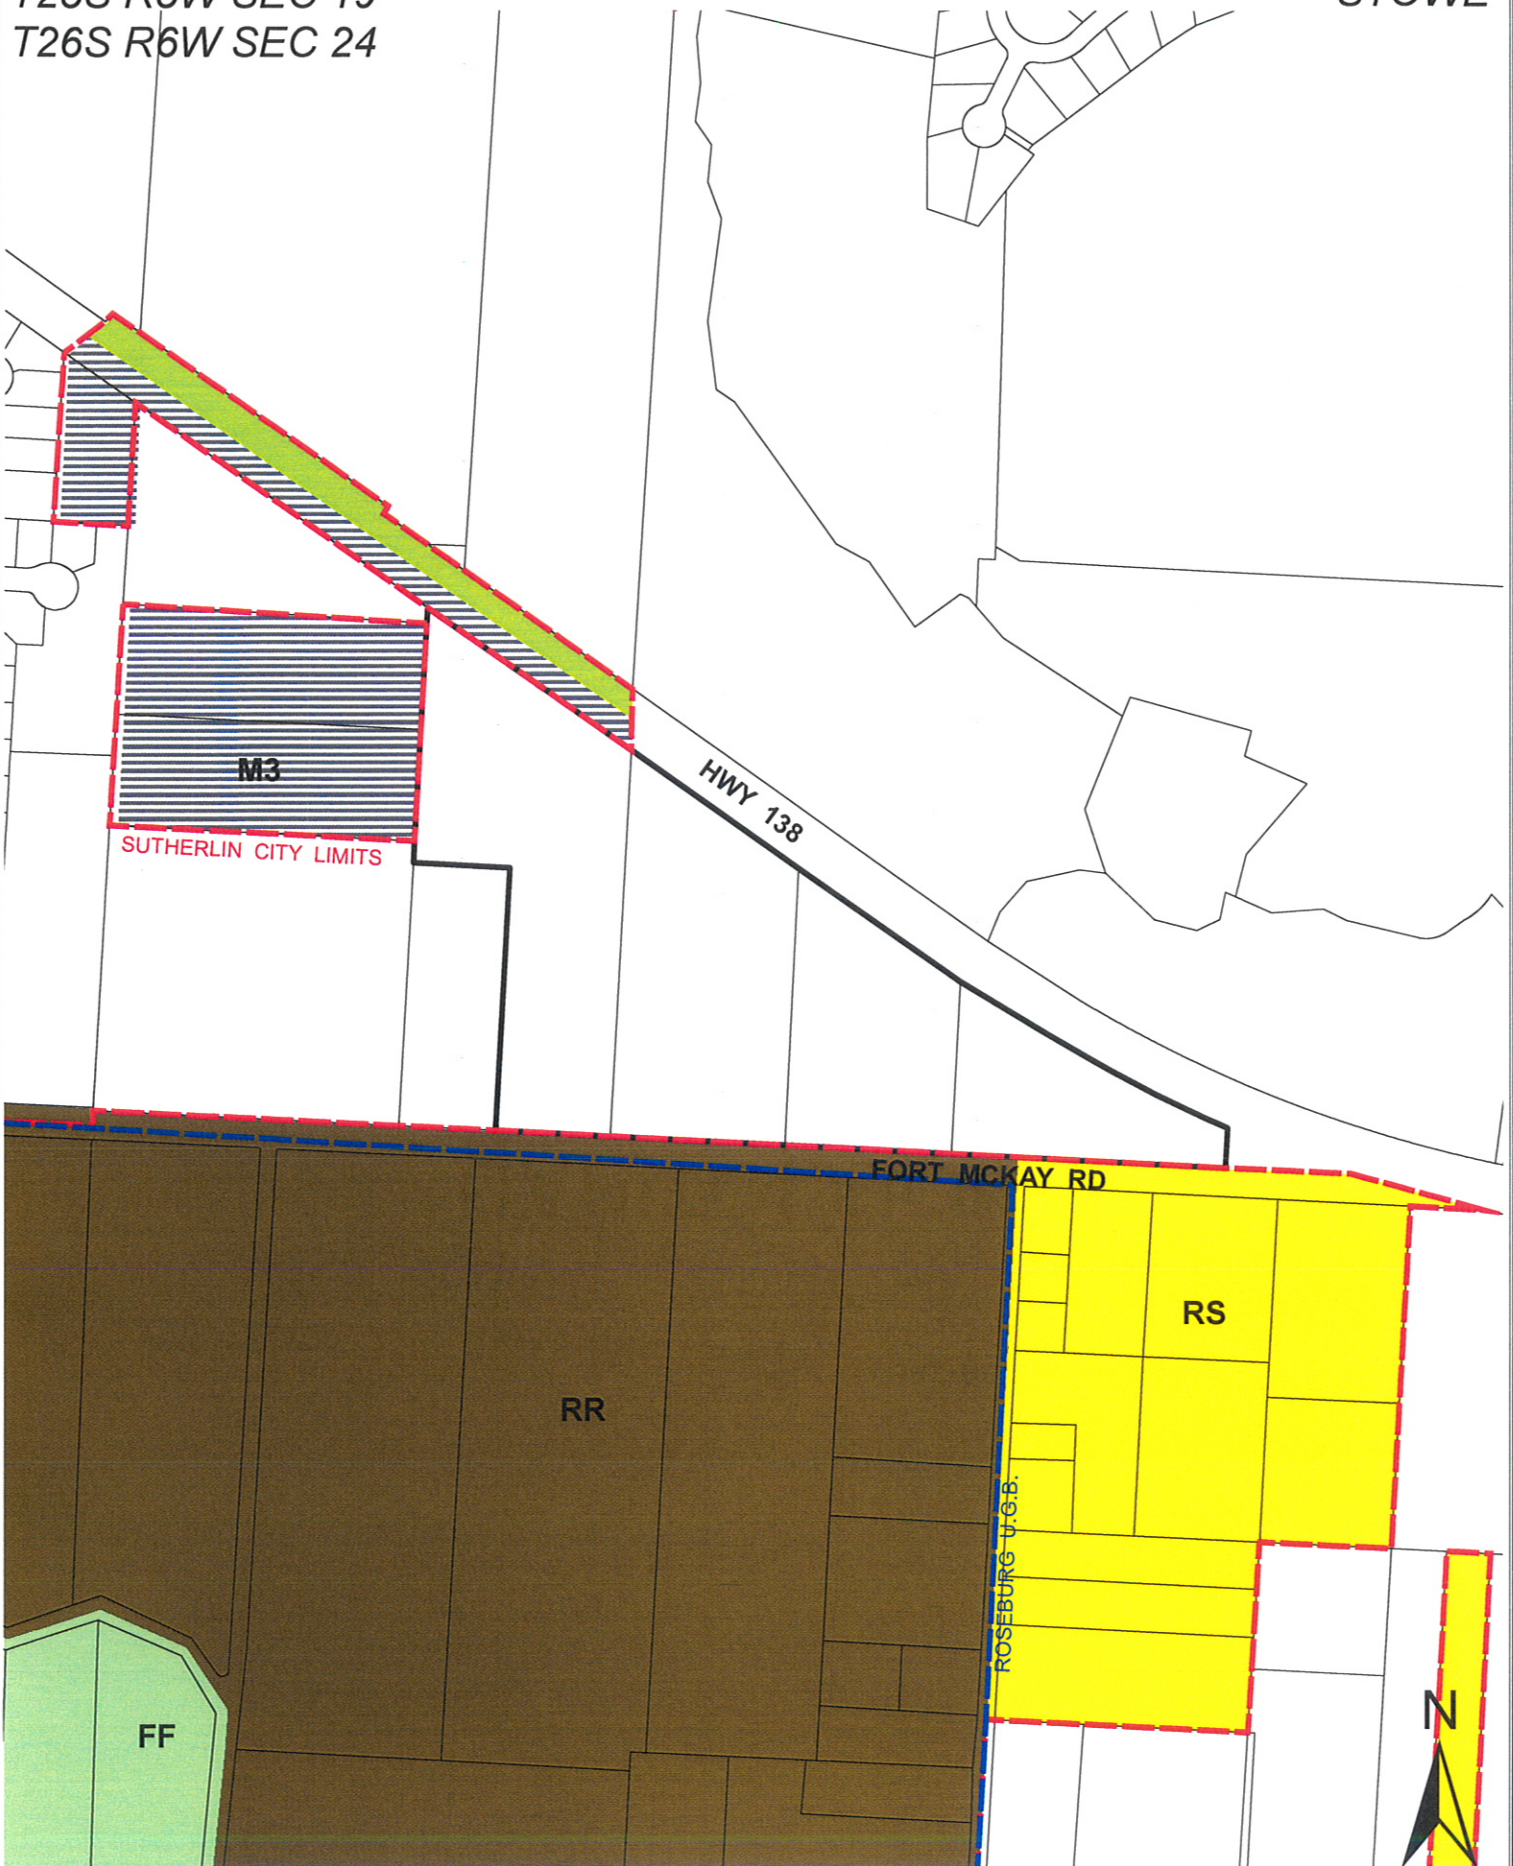 T26S R6W SEC 24
M3
SUTHERLIN CITY LIMITS
HWY 138
FORT MCKAY RD
RS
RR
ROSEBURG U.G.B.
FF
N